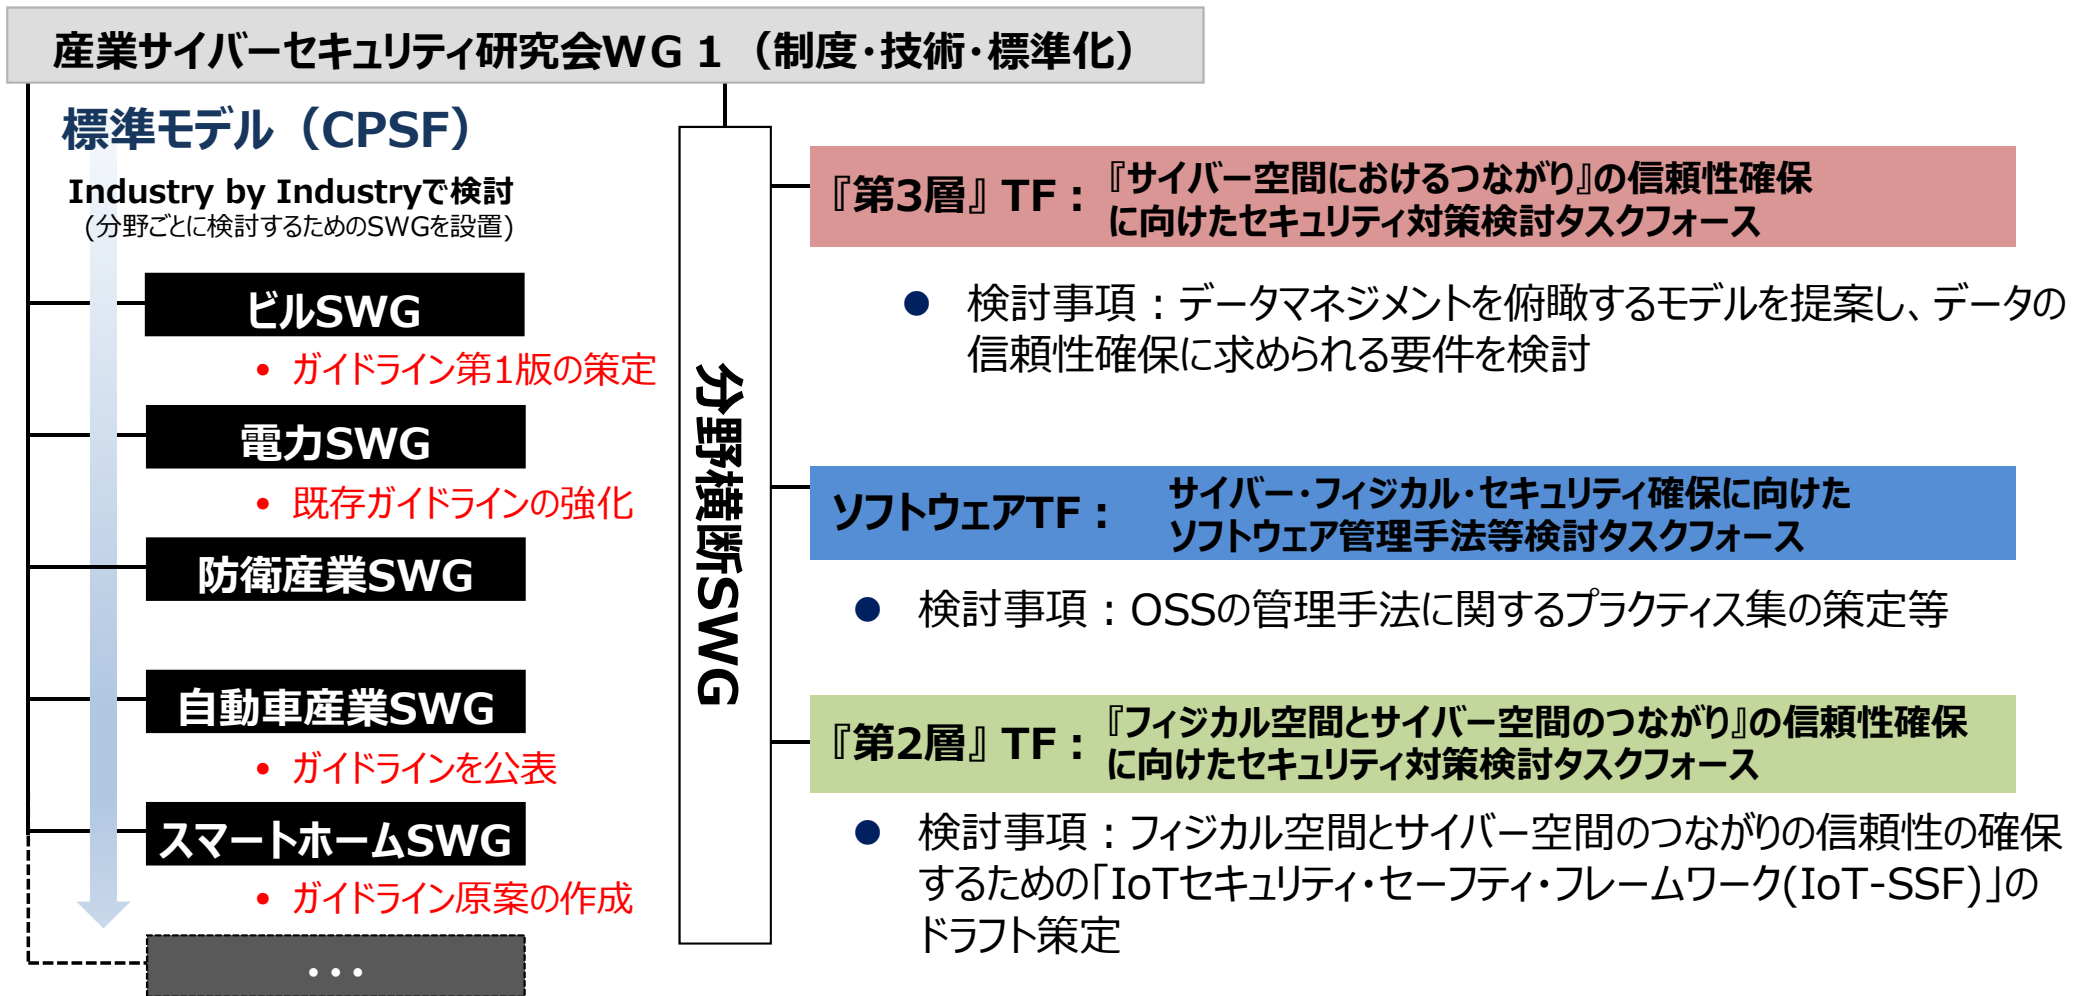 産業サイバーセキュリティ研究会WG１（制度・技術・標準化）
標準モデル（CPSF）
Industry by Industryで検討
(分野ごとに検討するためのSWGを設置)
ビルSWG
• ガイドライン第1版の策定
電力SWG
• 既存ガイドラインの強化
防衛産業SWG
自動車産業SWG
• ガイドラインを公表
スマートホームSWG
• ガイドライン原案の作成
・・・
分野横断SWG
『第3層』 TF： 『サイバー空間におけるつながり』の信頼性確保
に向けたセキュリティ対策検討タスクフォース
● 検討事項：データマネジメントを俯瞰するモデルを提案し、データの
信頼性確保に求められる要件を検討
ソフトウェアTF： サイバー・フィジカル・セキュリティ確保に向けた
ソフトウェア管理手法等検討タスクフォース
● 検討事項：OSSの管理手法に関するプラクティス集の策定等
『第2層』 TF： 『フィジカル空間とサイバー空間のつながり』の信頼性確保
に向けたセキュリティ対策検討タスクフォース
● 検討事項：フィジカル空間とサイバー空間のつながりの信頼性の確保
するための「IoTセキュリティ・セーフティ・フレームワーク(IoT-SSF)」の
ドラフト策定